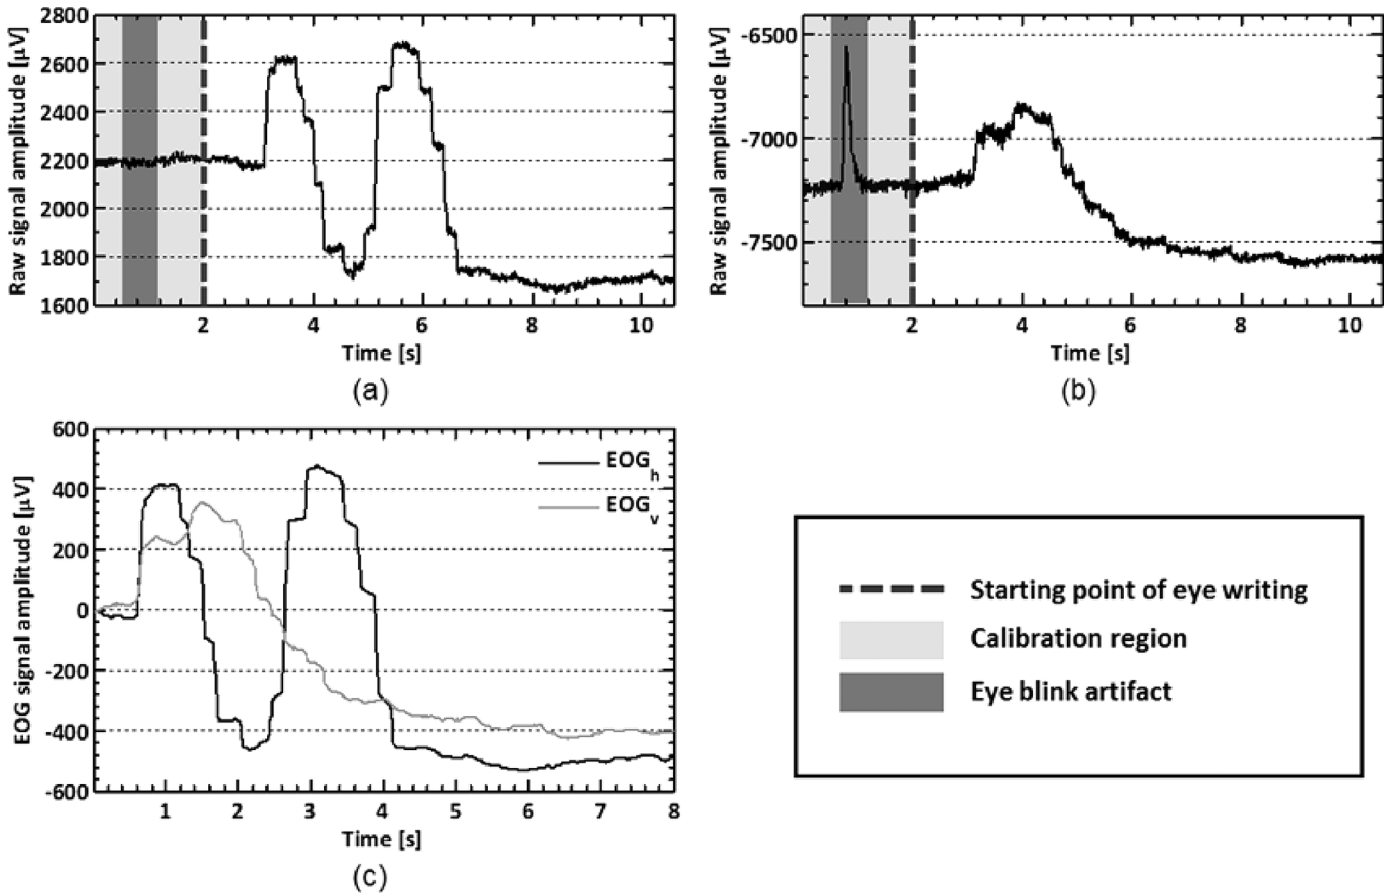 2800
2600
2400
2200
2000
1800
1600
Raw signal amplitude [μV]
2 4 6 8 10
Time [s]
(a)
-6500
-7000
-7500
Raw signal amplitude [μV]
2 4 6 8 10
Time [s]
(b)
600
400
200
0
-200
-400
-600
EOG signal amplitude [μV]
EOGh
EOGv
1 2 3 4 5 6 7 8
Time [s]
(c)
Starting point of eye writing
Calibration region
Eye blink artifact